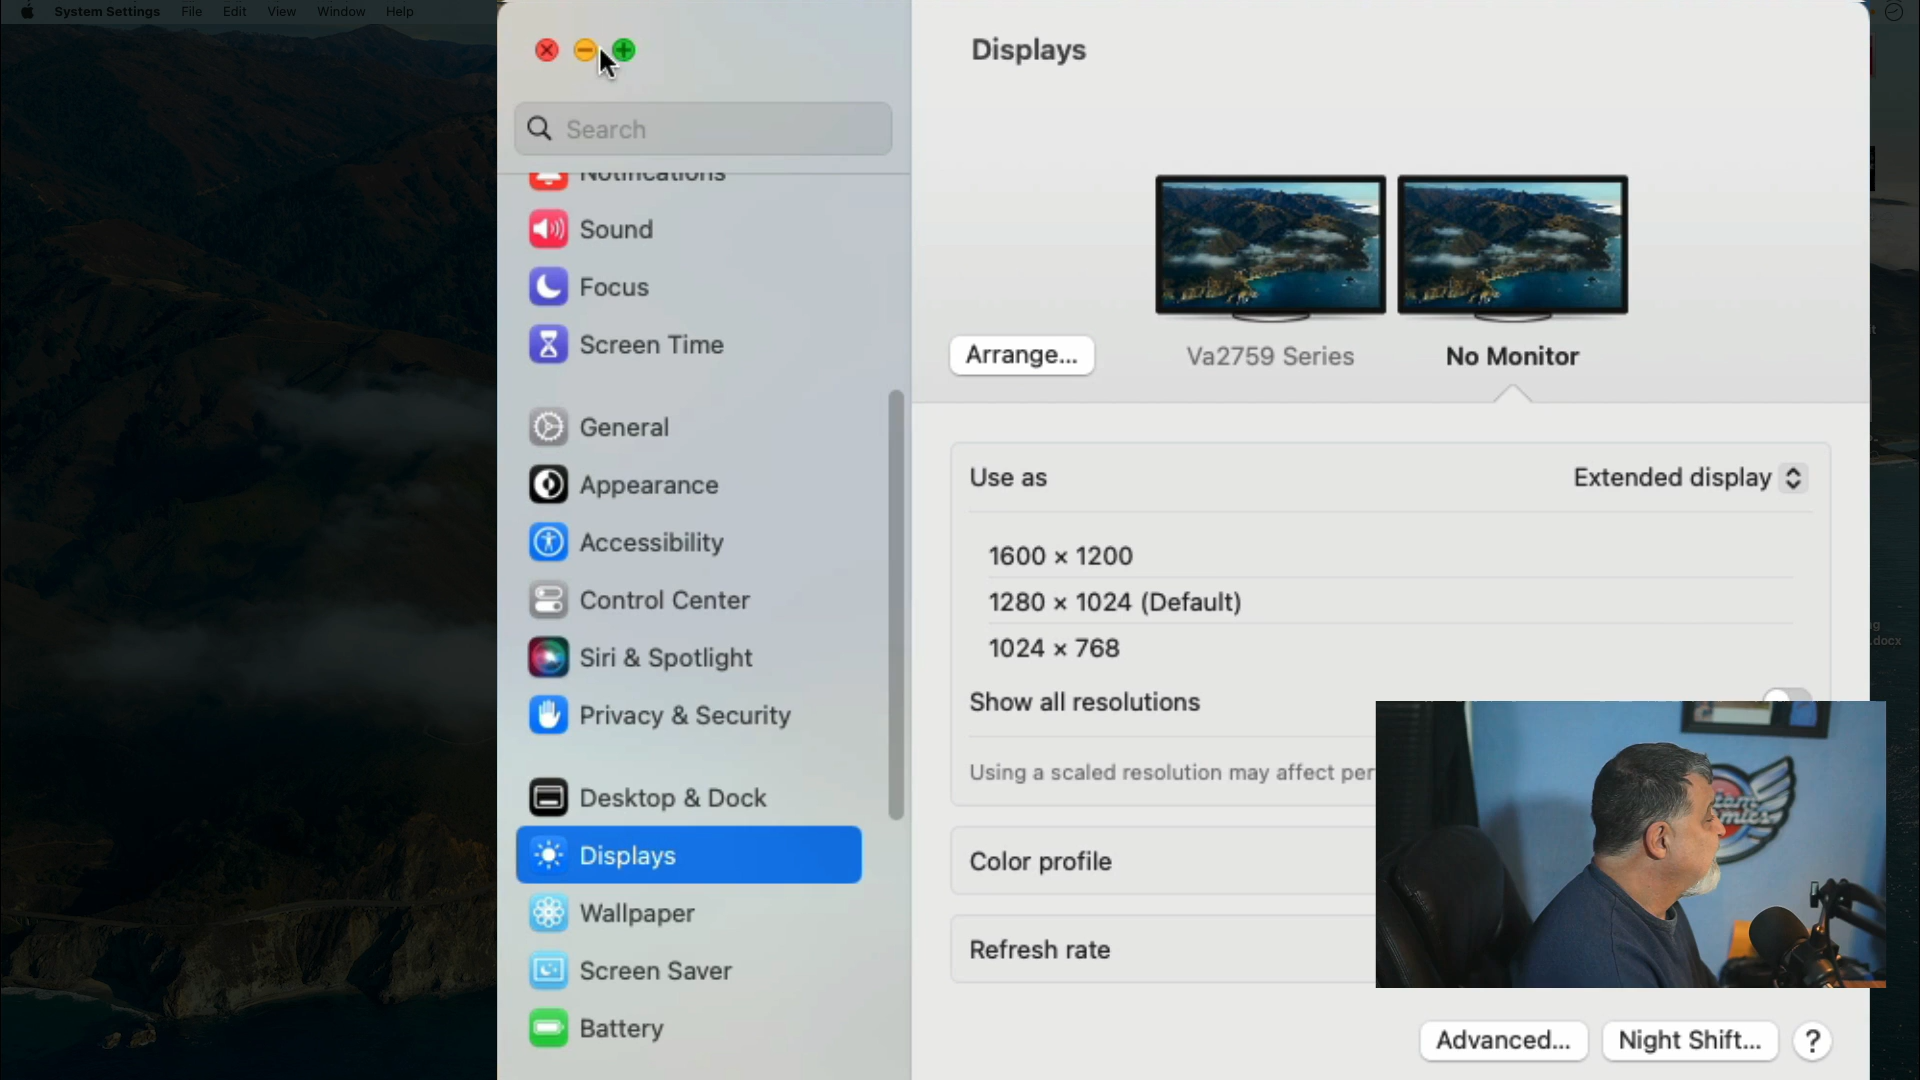 System Settings File Edit View Window Help
Displays
Search
Notifications
Sound
Focus
Screen Time
General
Appearance
Accessibility
Control Center
Siri & Spotlight
Privacy & Security
Desktop & Dock
Displays
Wallpaper
Screen Saver
Battery
Arrange...
Va2759 Series
No Monitor
Use as
Extended display
1600 × 1200
1280 × 1024 (Default)
1024 × 768
Show all resolutions
Using a scaled resolution may affect per
Color profile
Refresh rate
Advanced...
Night Shift...
?
.docx